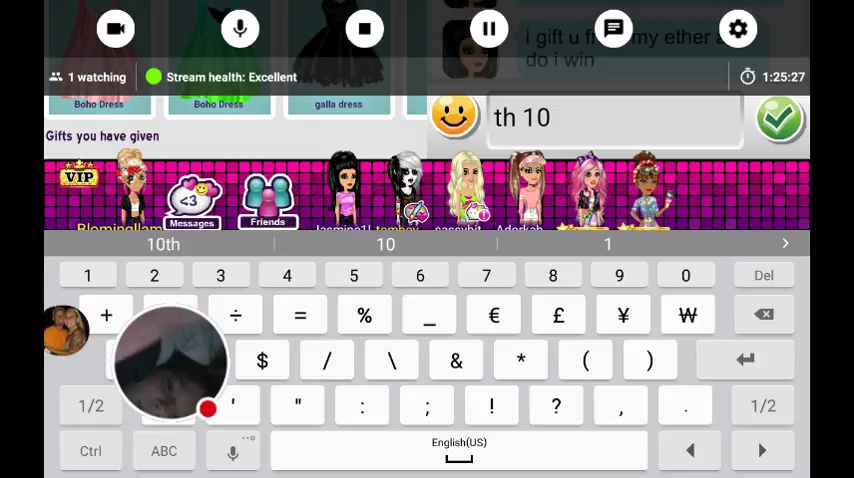 i gift u my ether
do i win
1 watching
Stream health: Excellent
1:25:27
Boho Dress
Boho Dress
galla dress
th 10
Gifts you have given
VIP
<3
Messages
Friends
10th
10
1
1 2 3 4 5 6 7 8 9 0 Del
+ ÷ = % _ € £ ¥ ₩
$ / \ & * ( )
1/2 ' " : ; ! ? , . 1/2
Ctrl ABC English(US)